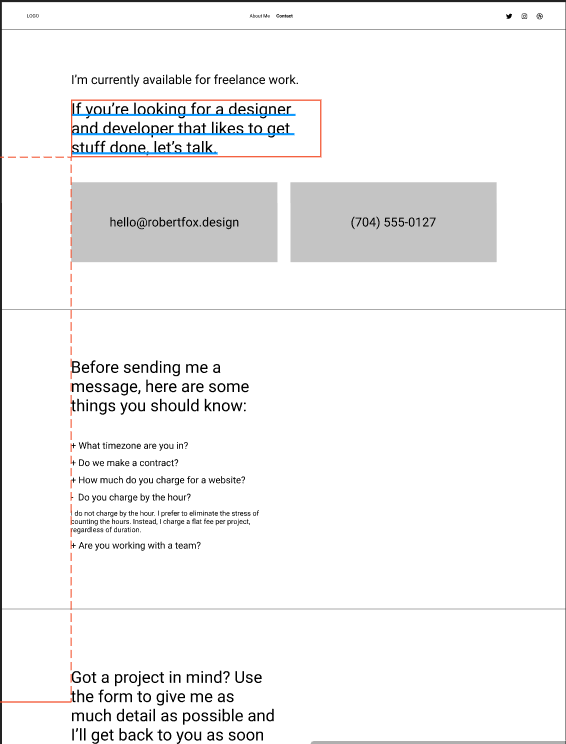 LOGO
About Me Contact
I’m currently available for freelance work.
If you’re looking for a designer
and developer that likes to get
stuff done, let’s talk.
hello@robertfox.design
(704) 555-0127
Before sending me a
message, here are some
things you should know:
+ What timezone are you in?
+ Do we make a contract?
+ How much do you charge for a website?
- Do you charge by the hour?
I do not charge by the hour. I prefer to eliminate the stress of
counting the hours. Instead, I charge a flat fee per project,
regardless of duration.
+ Are you working with a team?
Got a project in mind? Use
the form to give me as
much detail as possible and
I’ll get back to you as soon